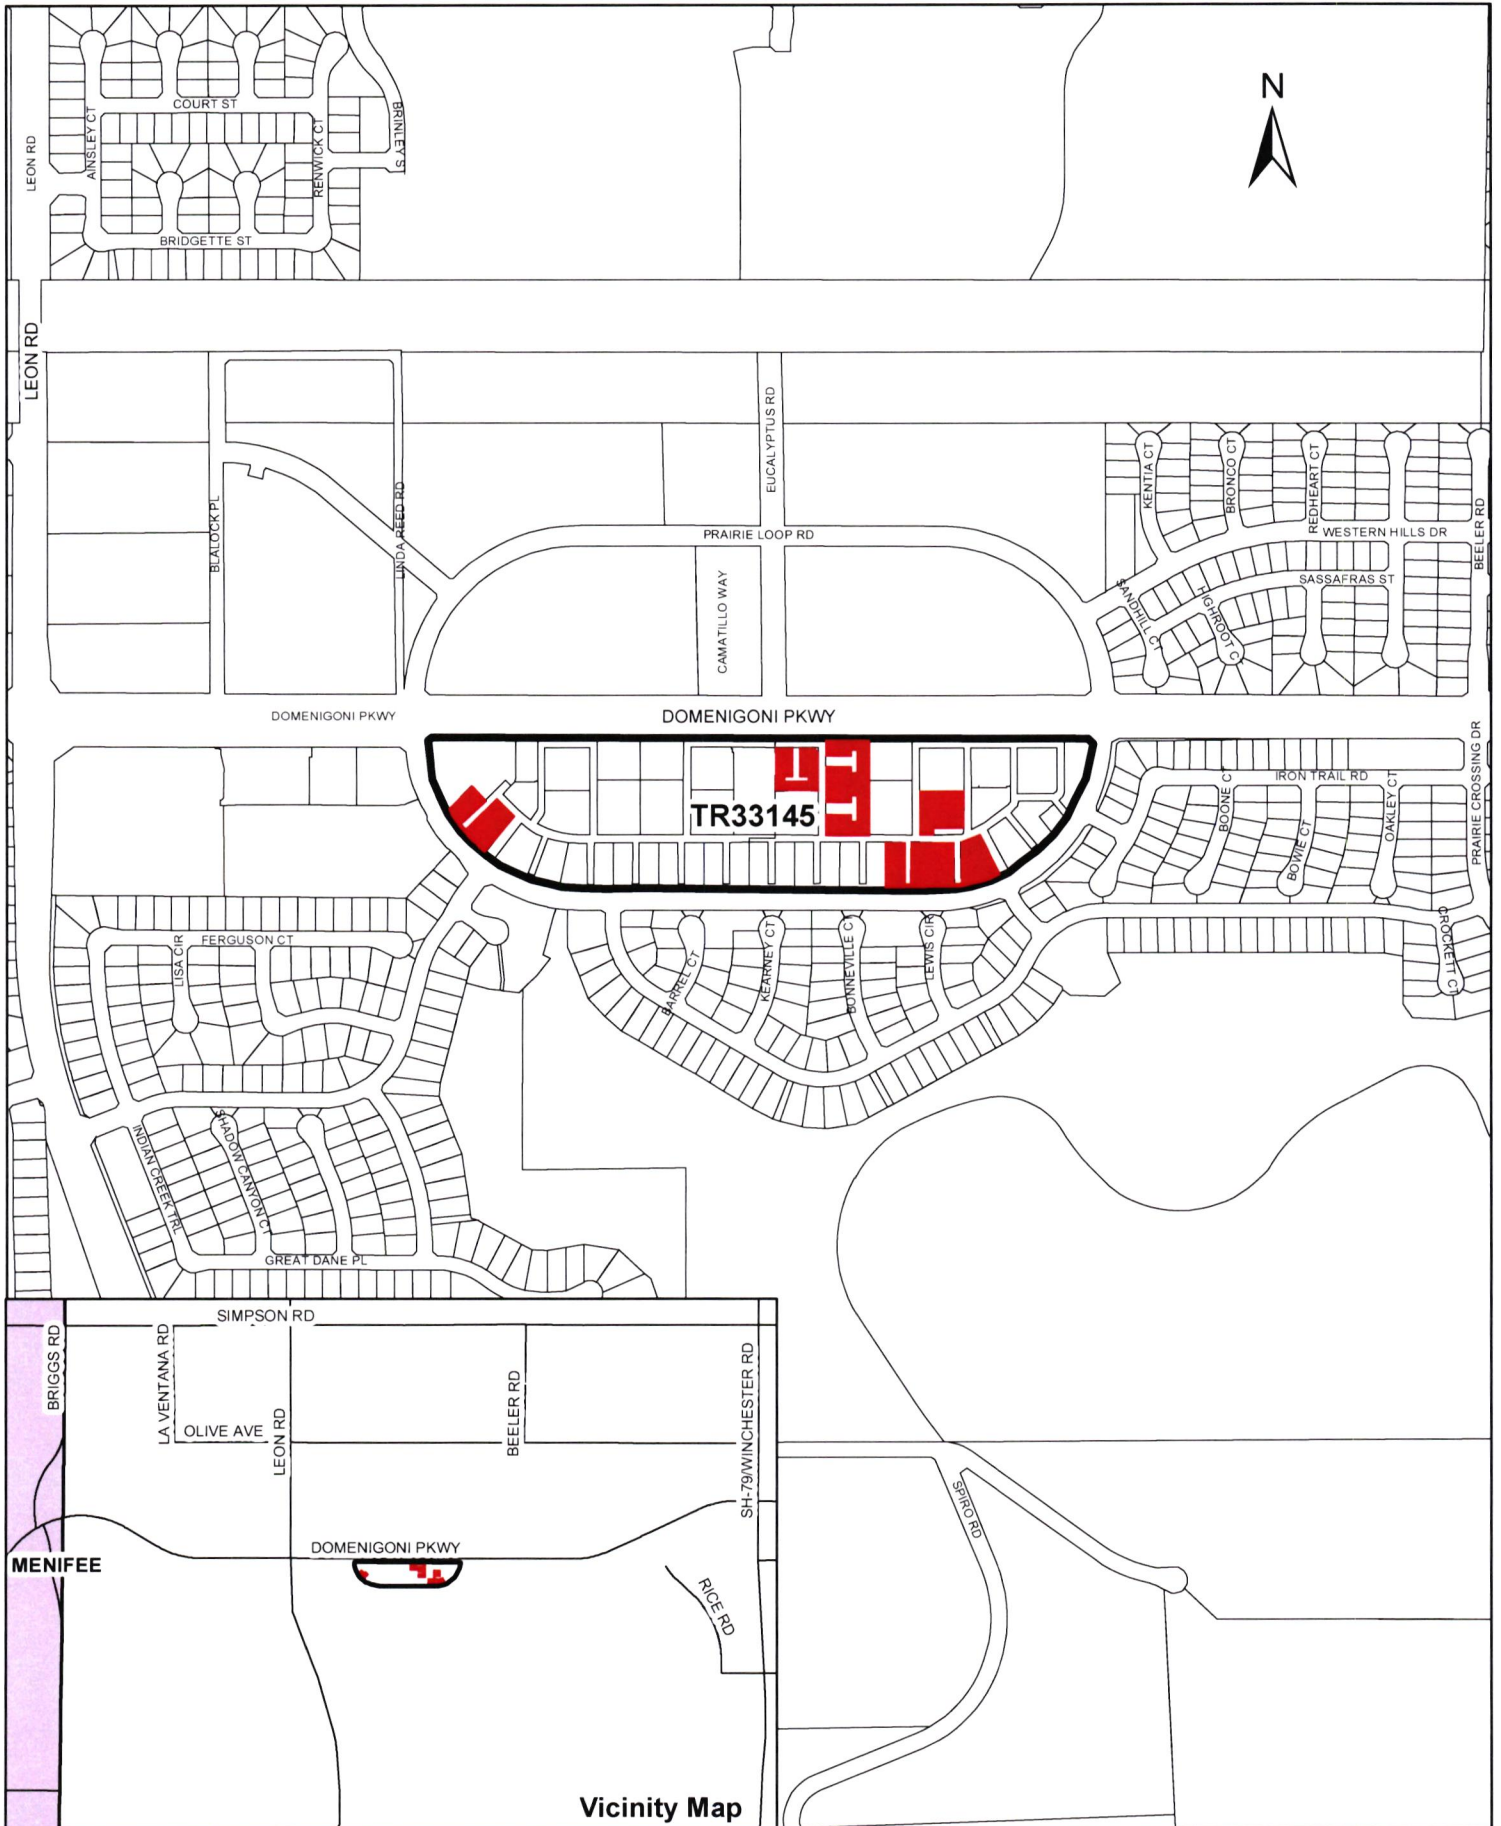 N
COURT ST
LEON RD
AINSLEY CT
RENWICK CT
BRINLEY ST
BRIDGETTE ST
LEON RD
EUCALYPTUS RD
KENTIA CT
BRONCO CT
REDHEART CT
WESTERN HILLS DR
BEELER RD
BLALOCK PL
LINDA REED RD
PRAIRIE LOOP RD
SASSAFRAS ST
CAMATILLO WAY
SANDHILL CT
HIGHROOT C
DOMENIGONI PKWY
DOMENIGONI PKWY
IRON TRAIL RD
PRAIRIE CROSSING DR
TR33145
BOONE CT
BOWIE CT
OAKLEY CT
FERGUSON CT
LISA CIR
BARREL CT
KEARNEY CT
BONNEVILLE CT
LEWIS CIR
CROCKETT CT
INDIAN CREEK TRL
SHADOW CANYON CT
GREAT DANE PL
SIMPSON RD
BRIGGS RD
LA VENTANA RD
OLIVE AVE
LEON RD
BEELER RD
SH-79/WINCHESTER RD
SPIRO RD
DOMENIGONI PKWY
MENIFEE
RICE RD
Vicinity Map